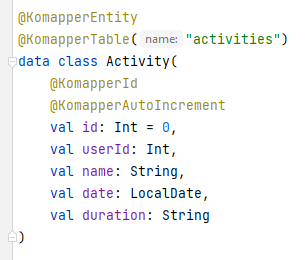 @KomapperEntity
@KomapperTable( name: "activities")
data class Activity(
    @KomapperId
    @KomapperAutoIncrement
    val id: Int = 0,
    val userId: Int,
    val name: String,
    val date: LocalDate,
    val duration: String
)